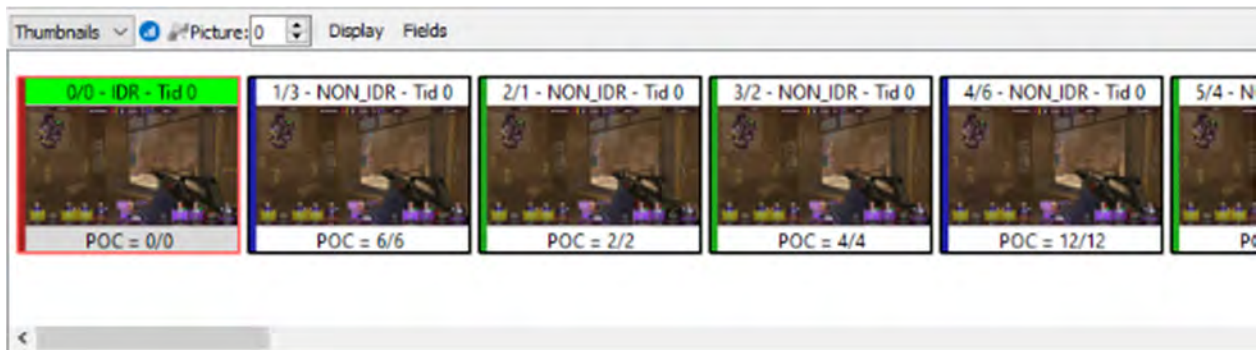 Thumbnails Picture: 0 Display Fields
0/0 - IDR - Tid 0
POC = 0/0
1/3 - NON_IDR - Tid 0
POC = 6/6
2/1 - NON_IDR - Tid 0
POC = 2/2
3/2 - NON_IDR - Tid 0
POC = 4/4
4/6 - NON_IDR - Tid 0
POC = 12/12
5/4 - N